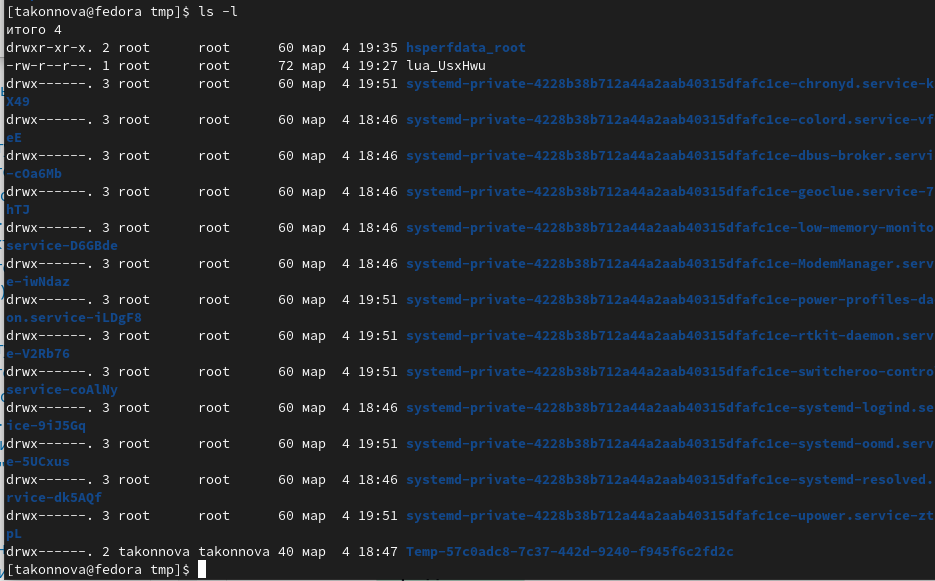 [takonnova@fedora tmp]$ ls -l
итого 4
drwxr-xr-x. 2 root      root      60 мар  4 19:35 hsperfdata_root
-rw-r--r--. 1 root      root      72 мар  4 19:27 lua_UsxHwu
drwx------. 3 root      root      60 мар  4 19:51 systemd-private-4228b38b712a44a2aab40315dfafc1ce-chronyd.service-k
X49
drwx------. 3 root      root      60 мар  4 18:46 systemd-private-4228b38b712a44a2aab40315dfafc1ce-colord.service-vf
eE
drwx------. 3 root      root      60 мар  4 18:46 systemd-private-4228b38b712a44a2aab40315dfafc1ce-dbus-broker.servi
-cOa6Mb
drwx------. 3 root      root      60 мар  4 18:46 systemd-private-4228b38b712a44a2aab40315dfafc1ce-geoclue.service-7
hTJ
drwx------. 3 root      root      60 мар  4 18:46 systemd-private-4228b38b712a44a2aab40315dfafc1ce-low-memory-monito
service-D6GBde
drwx------. 3 root      root      60 мар  4 18:46 systemd-private-4228b38b712a44a2aab40315dfafc1ce-ModemManager.serv
e-iwNdaz
drwx------. 3 root      root      60 мар  4 19:51 systemd-private-4228b38b712a44a2aab40315dfafc1ce-power-profiles-da
on.service-iLDgF8
drwx------. 3 root      root      60 мар  4 19:51 systemd-private-4228b38b712a44a2aab40315dfafc1ce-rtkit-daemon.serv
e-V2Rb76
drwx------. 3 root      root      60 мар  4 19:51 systemd-private-4228b38b712a44a2aab40315dfafc1ce-switcheroo-contro
service-coAlNy
drwx------. 3 root      root      60 мар  4 18:46 systemd-private-4228b38b712a44a2aab40315dfafc1ce-systemd-logind.se
ice-9iJ5Gq
drwx------. 3 root      root      60 мар  4 19:51 systemd-private-4228b38b712a44a2aab40315dfafc1ce-systemd-oomd.serv
e-5UCxus
drwx------. 3 root      root      60 мар  4 18:46 systemd-private-4228b38b712a44a2aab40315dfafc1ce-systemd-resolved.
rvice-dk5AQf
drwx------. 3 root      root      60 мар  4 19:51 systemd-private-4228b38b712a44a2aab40315dfafc1ce-upower.service-zt
pL
drwx------. 2 takonnova takonnova 40 мар  4 18:47 Temp-57c0adc8-7c37-442d-9240-f945f6c2fd2c
[takonnova@fedora tmp]$